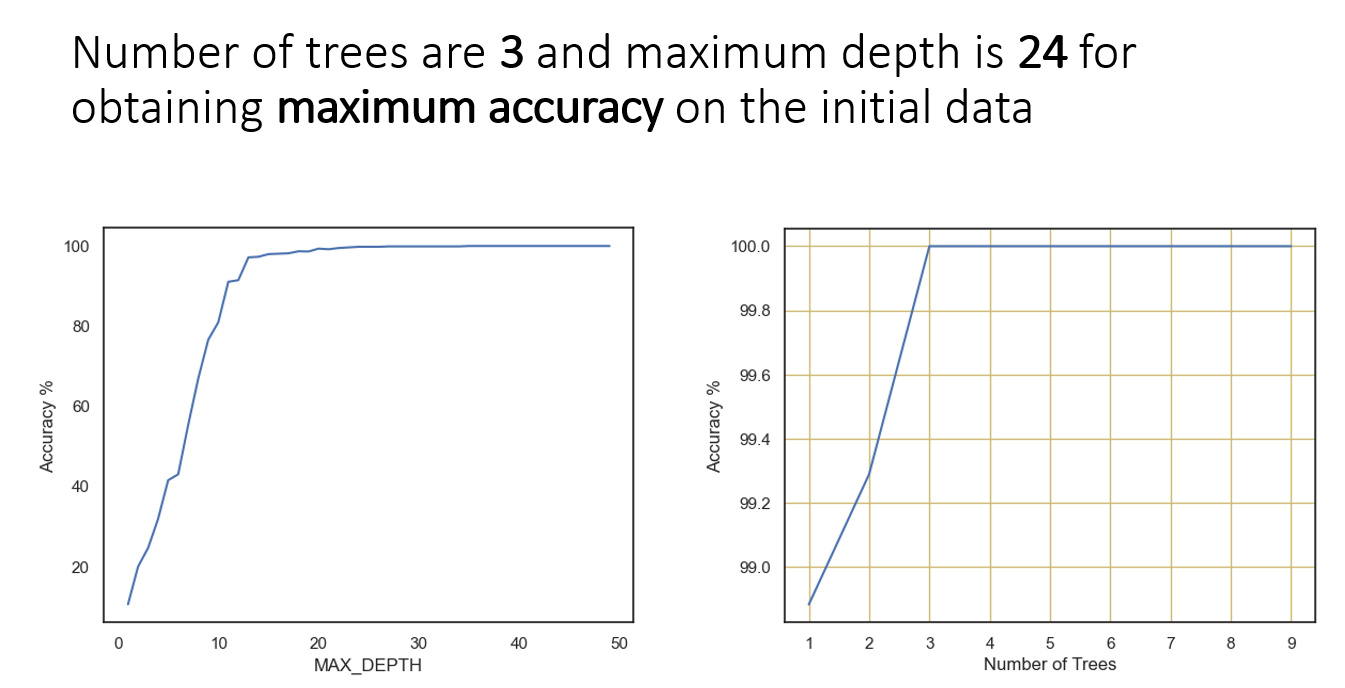 Number of trees are 3 and maximum depth is 24 for
obtaining maximum accuracy on the initial data
100
80
60
40
20
Accuracy %
0 10 20 30 40 50
MAX_DEPTH
100.0
99.8
99.6
99.4
99.2
99.0
Accuracy %
1 2 3 4 5 6 7 8 9
Number of Trees